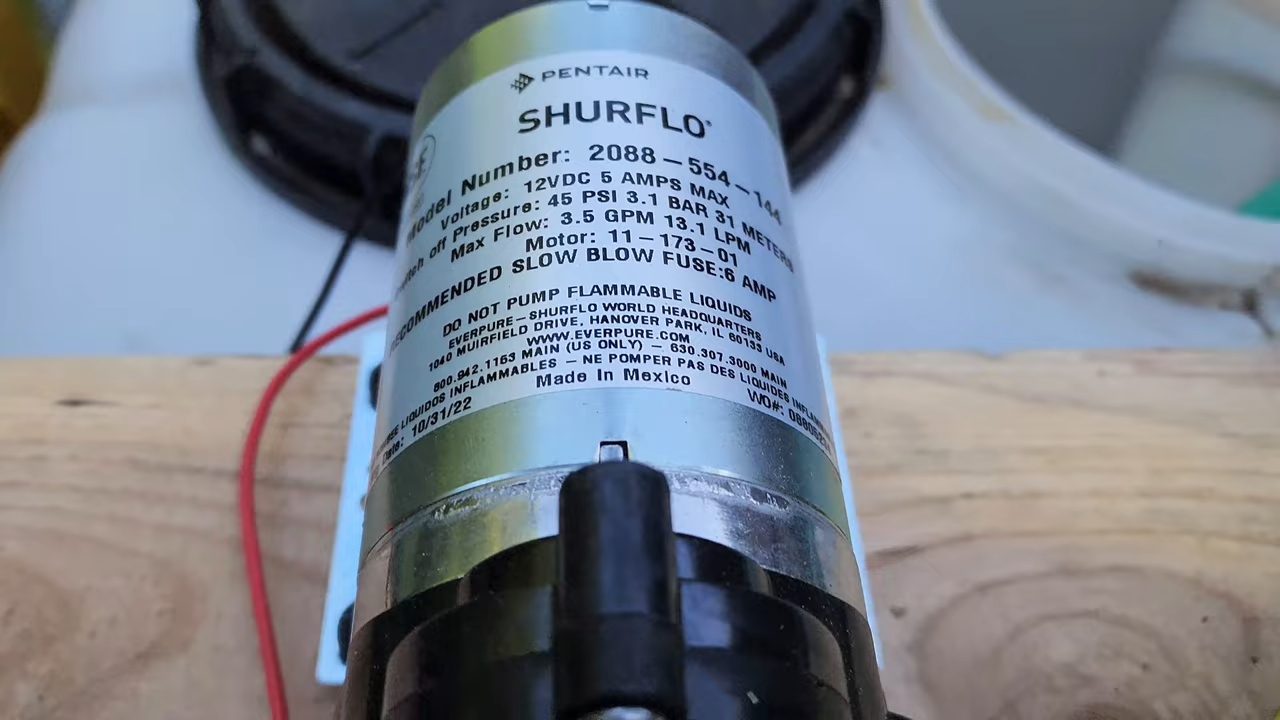 PENTAIR
SHURFLO®
Model Number: 2088-554-144
Voltage: 12VDC 5 AMPS MAX
off Pressure: 45 PSI 3.1 BAR 31 METERS
Max Flow: 3.5 GPM 13.1 LPM
Motor: 11-173-01
RECOMMENDED SLOW BLOW FUSE:6 AMP
DO NOT PUMP FLAMMABLE LIQUIDS
EVERPURE-SHURFLO WORLD HEADQUARTERS
1040 MUIRFIELD DRIVE, HANOVER PARK, IL 60133 USA
WWW.EVERPURE.COM
800.942.1153 MAIN (US ONLY) - 630.307.3000 MAIN
LIQUIDOS INFLAMMABLES - NE POMPER PAS DES LIQUIDES
Made In Mexico
Date: 10/31/22
WO#: